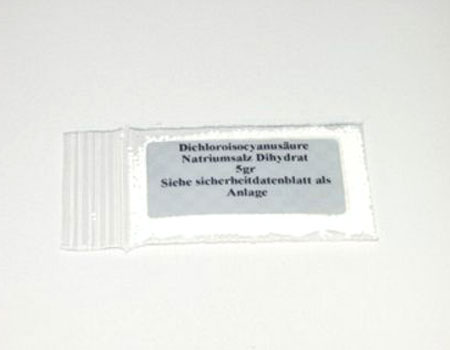 Dichloroisocyanusäure
Natriumsalz Dihydrat
5gr
Siehe sicherheitdatenblatt als
Anlage